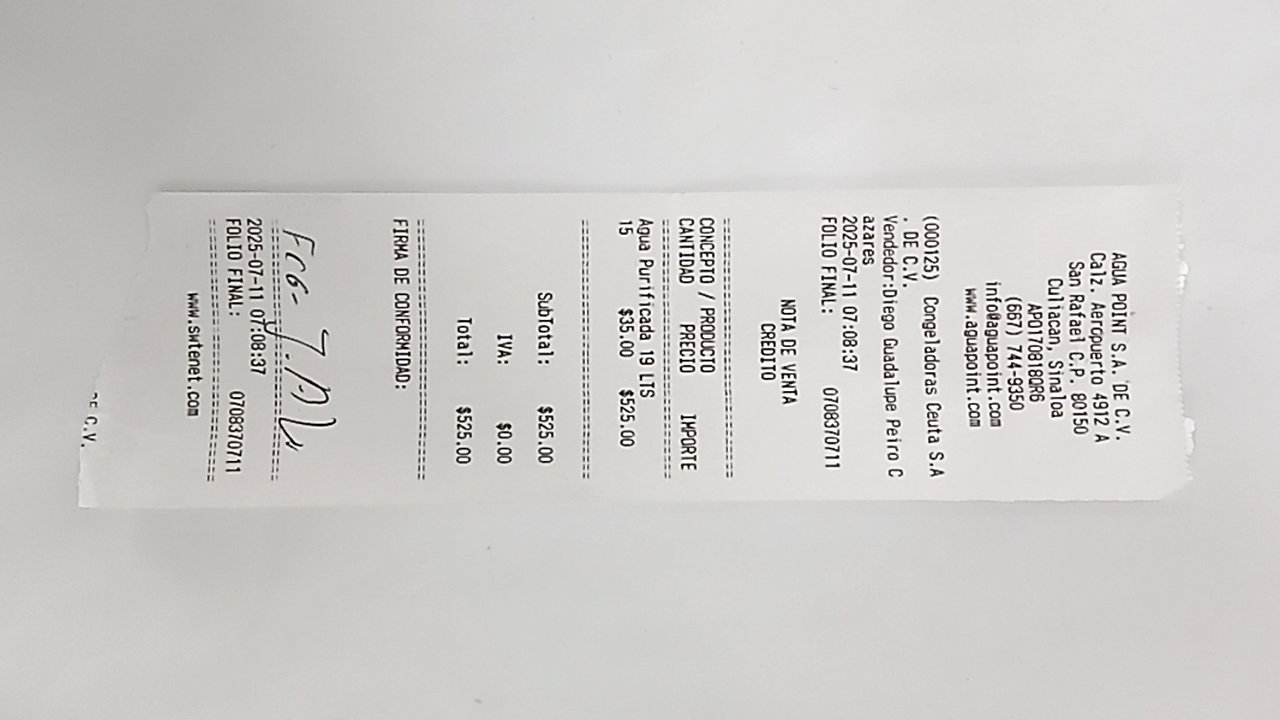 AGUA POINT S.A. DE C.V.
Calz. Aeropuerto 4912 A
San Rafael C.P. 80150
Culiacan, Sinaloa
APO170818QR6
(667) 744-9350
info@aguapoint.com
www.aguapoint.com
(000125) Congeladoras Ceuta S.A
. DE C.V.
Vendedor:Diego Guadalupe Peiro C
azares
2025-07-11 07:08:37
FOLIO FINAL: 0708370711
NOTA DE VENTA
CREDITO
CONCEPTO / PRODUCTO
CANTIDAD PRECIO IMPORTE
Agua Purificada 19 LTS
15 $35.00 $525.00
SubTotal: $525.00
IVA: $0.00
Total: $525.00
FIRMA DE CONFORMIDAD:
2025-07-11 07:08:37
FOLIO FINAL: 0708370711
www.swtenet.com
C.V.